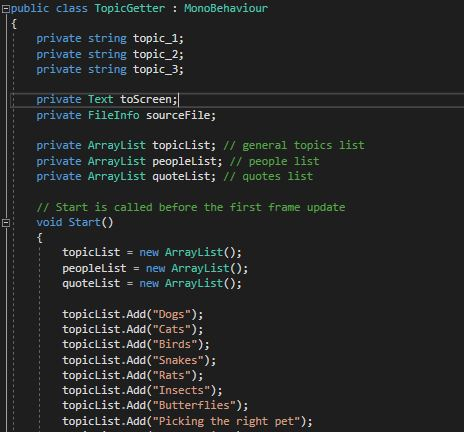 public class TopicGetter : MonoBehaviour
{
private string topic_1;
private string topic_2;
private string topic_3;
private Text toScreen;
private FileInfo sourceFile;
private ArrayList topicList; // general topics list
private ArrayList peopleList; // people list
private ArrayList quoteList; // quotes list
// Start is called before the first frame update
void Start()
{
topicList = new ArrayList();
peopleList = new ArrayList();
quoteList = new ArrayList();
topicList.Add("Dogs");
topicList.Add("Cats");
topicList.Add("Birds");
topicList.Add("Snakes");
topicList.Add("Rats");
topicList.Add("Insects");
topicList.Add("Butterflies");
topicList.Add("Picking the right pet");